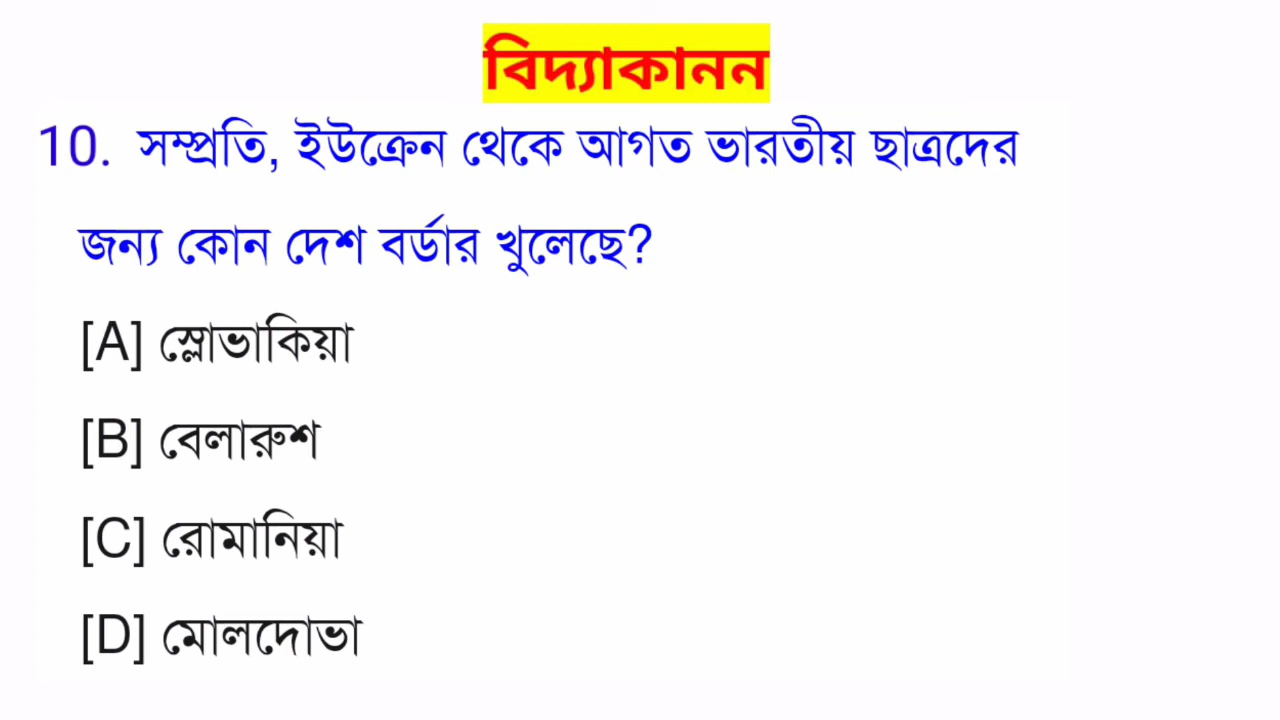 বিদ্যাকানন
10. সম্প্রতি, ইউক্রেন থেকে আগত ভারতীয় ছাত্রদের
জন্য কোন দেশ বর্ডার খুলেছে?
[A] স্লোভাকিয়া
[B] বেলারুশ
[C] রোমানিয়া
[D] মোলদোভা